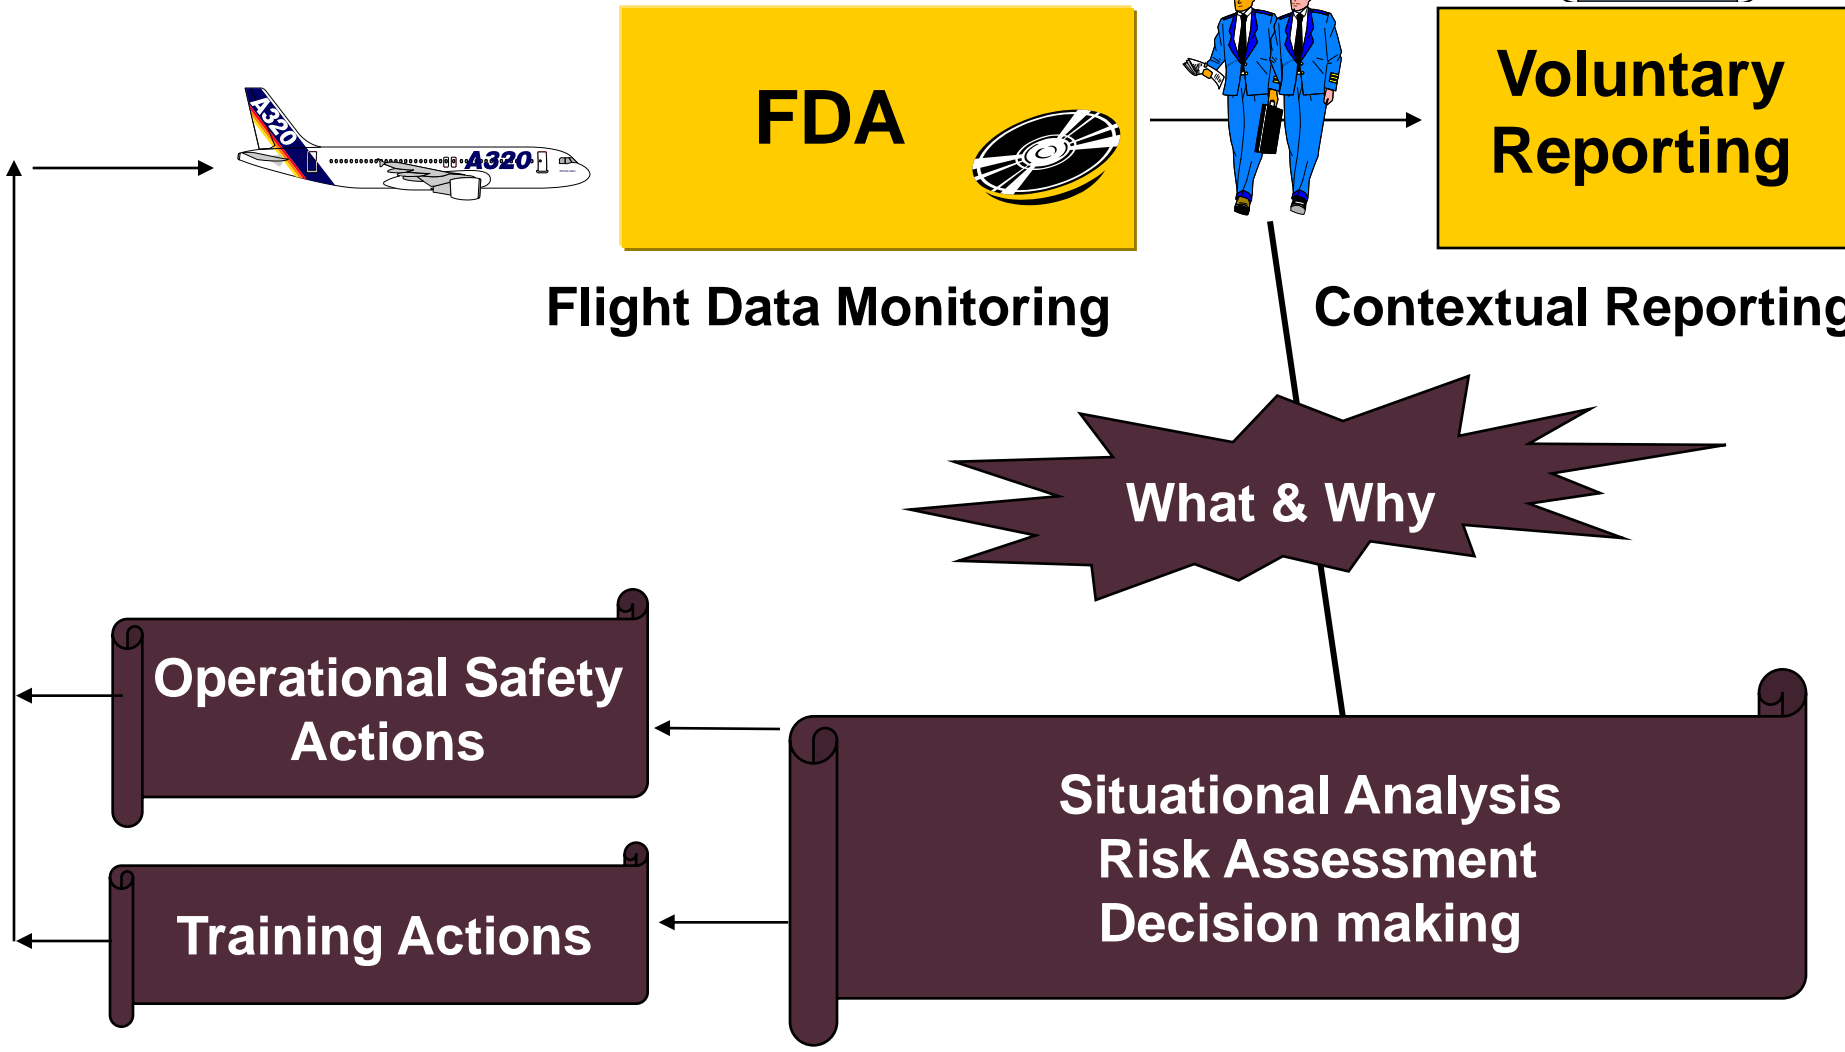 FDA
Voluntary
Reporting
A320
A320
Flight Data Monitoring
Contextual Reporting
What & Why
Operational Safety
Actions
Situational Analysis
Risk Assessment
Decision making
Training Actions